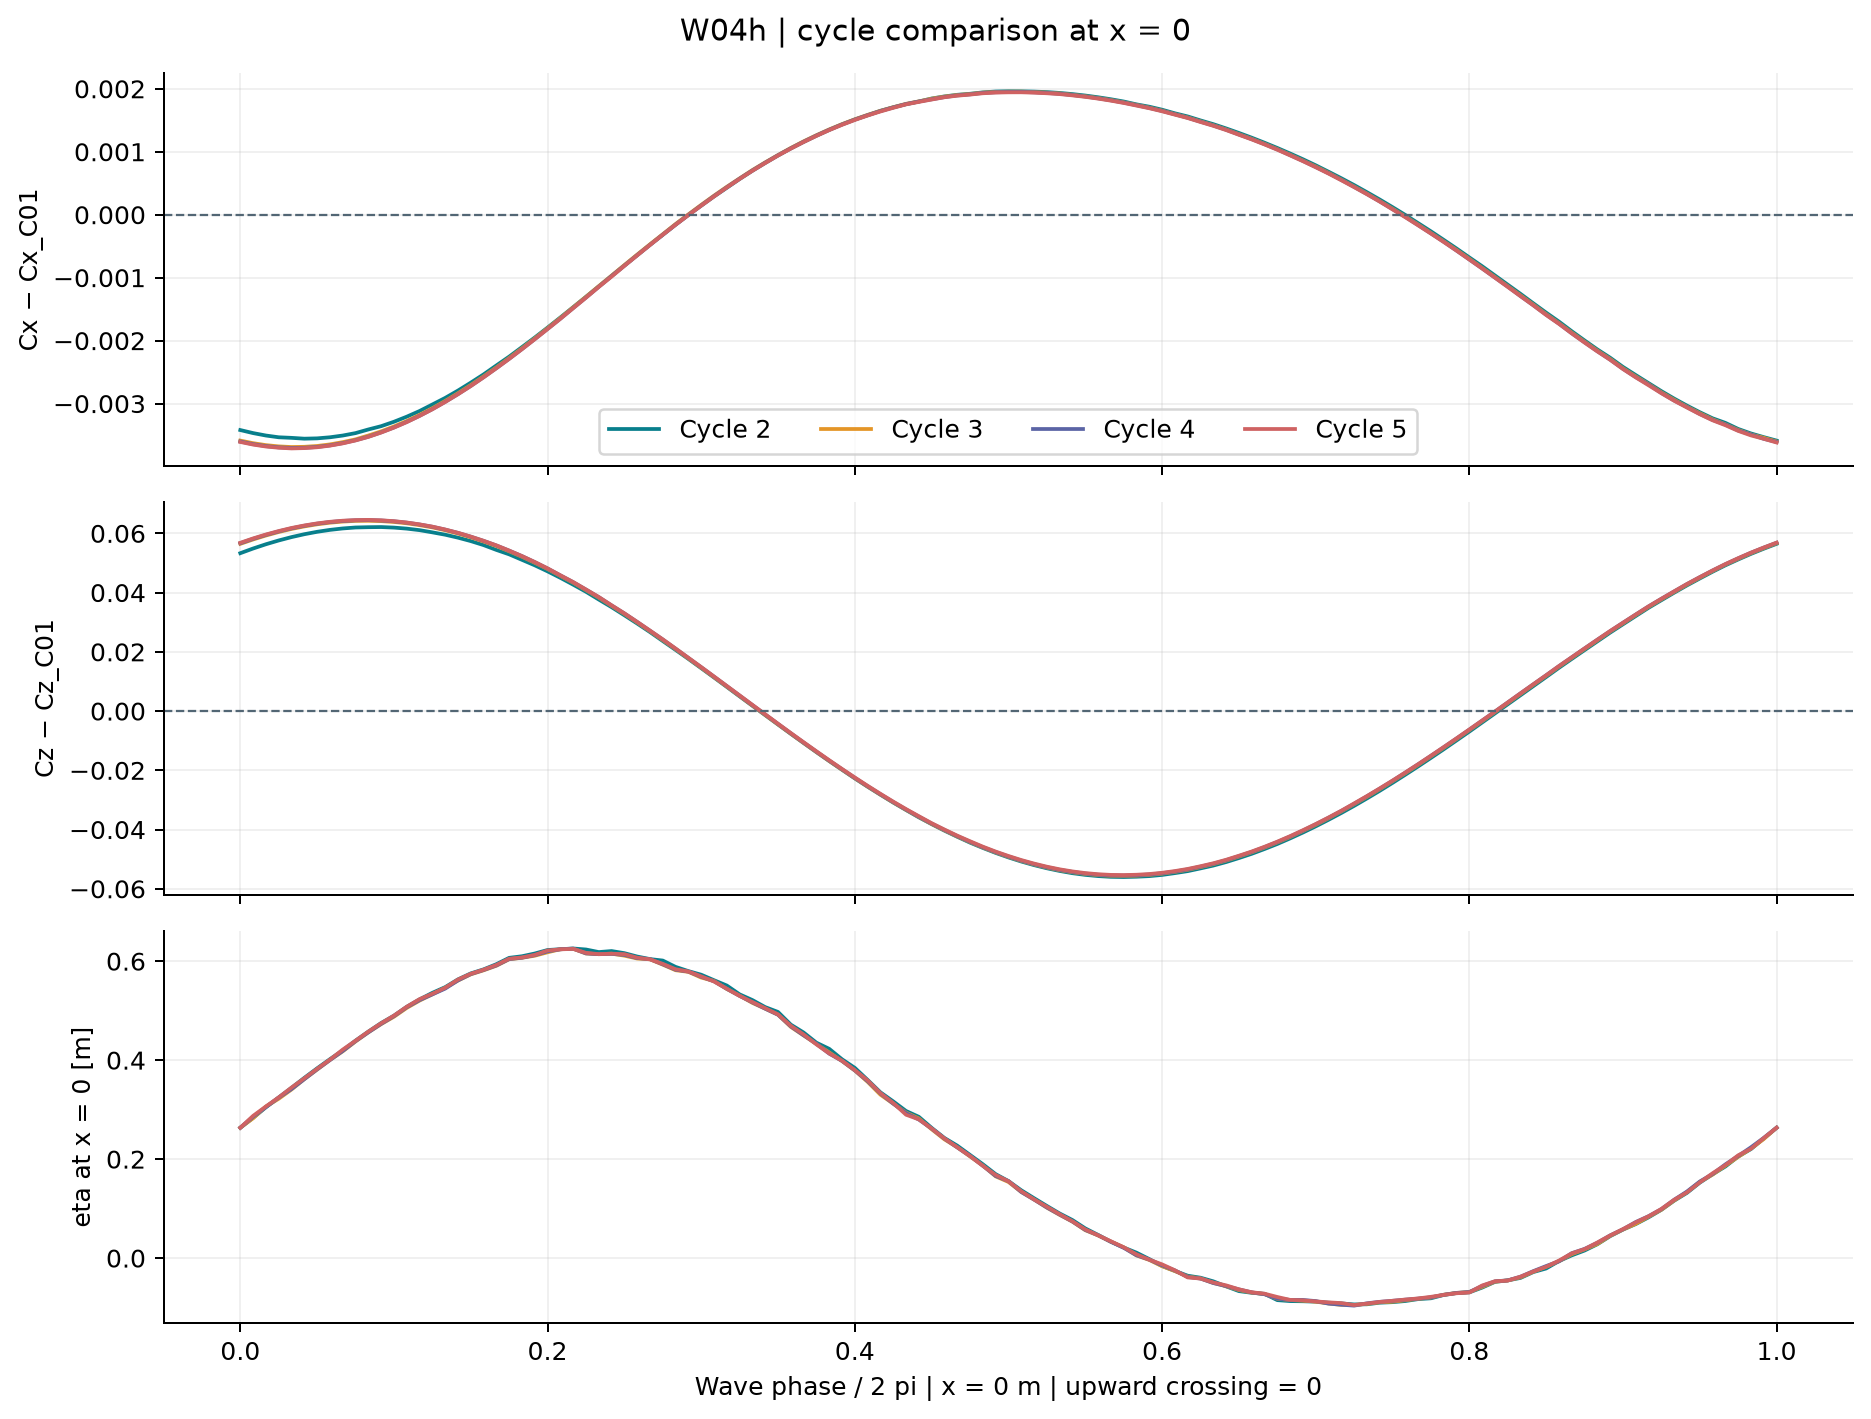 W04h | cycle comparison at x = 0
Cx − Cx_C01
0.002
0.001
0.000
−0.001
−0.002
−0.003
Cycle 2
Cycle 3
Cycle 4
Cycle 5
Cz − Cz_C01
0.06
0.04
0.02
0.00
−0.02
−0.04
−0.06
eta at x = 0 [m]
0.6
0.4
0.2
0.0
0.0 0.2 0.4 0.6 0.8 1.0
Wave phase / 2 pi | x = 0 m | upward crossing = 0